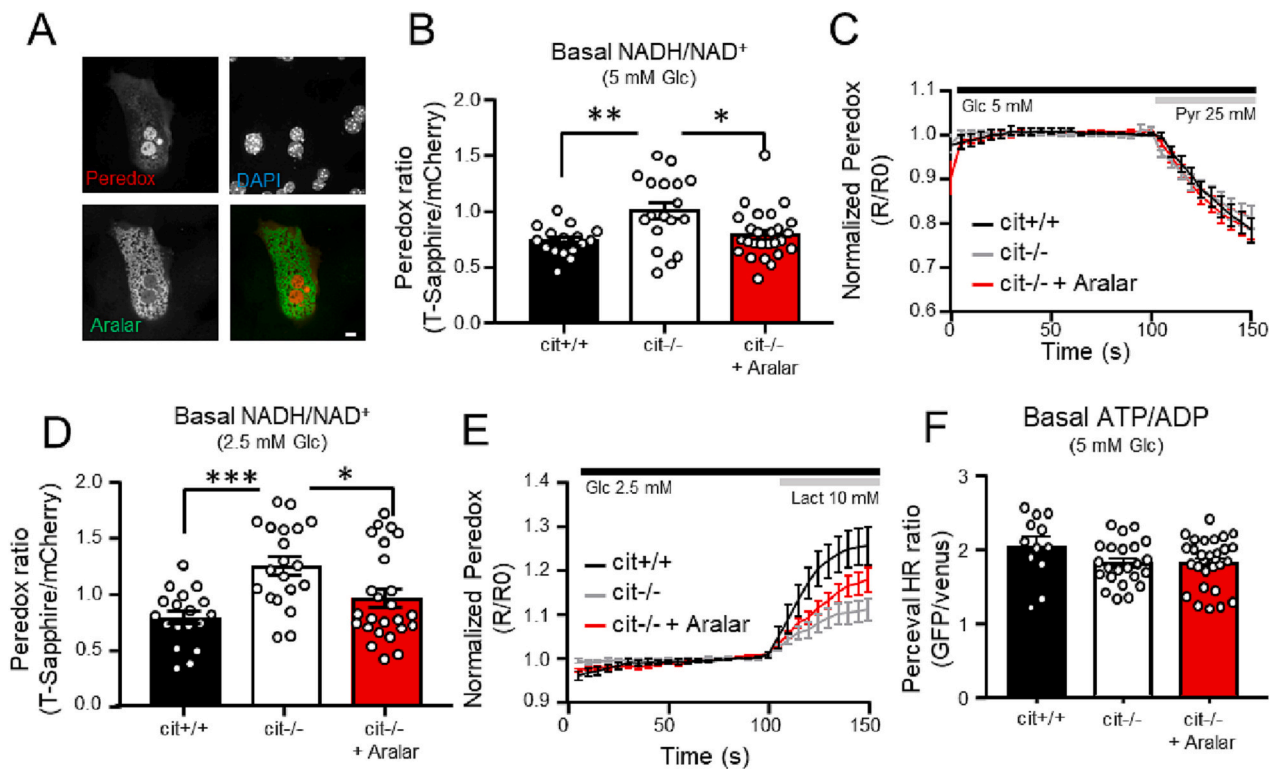 A
Peredox
DAPI
Aralar
B
Basal NADH/NAD⁺
(5 mM Glc)
Peredox ratio
(T-Sapphire/mCherry)
2.0
1.5
1.0
0.5
0.0
**
*
cit+/+
cit-/-
cit-/-
+ Aralar
C
Normalized Peredox
(R/R0)
1.1
1.0
0.9
0.8
0.7
0.6
Glc 5 mM
Pyr 25 mM
cit+/+
cit-/-
cit-/- + Aralar
0
50
100
150
Time (s)
D
Basal NADH/NAD⁺
(2.5 mM Glc)
Peredox ratio
(T-Sapphire/mCherry)
2.0
1.5
1.0
0.5
0.0
***
*
cit+/+
cit-/-
cit-/-
+ Aralar
E
Normalized Peredox
(R/R0)
1.4
1.3
1.2
1.1
1.0
0.9
Glc 2.5 mM
Lact 10 mM
cit+/+
cit-/-
cit-/- + Aralar
0
50
100
150
Time (s)
F
Basal ATP/ADP
(5 mM Glc)
Perceval HR ratio
(GFP/venus)
3
2
1
0
cit+/+
cit-/-
cit-/-
+ Aralar